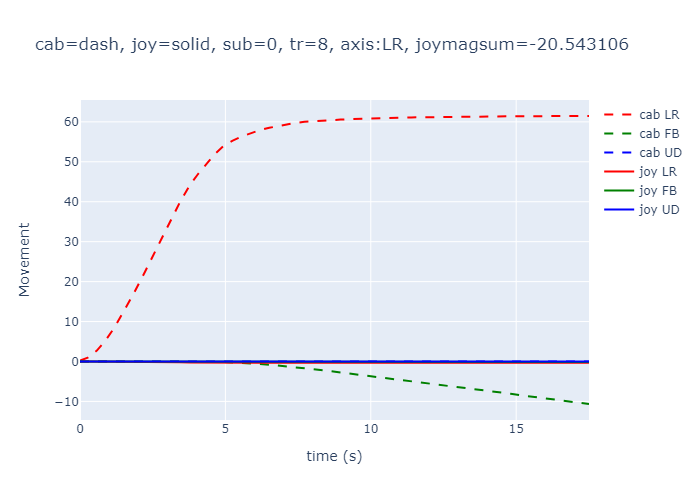 cab=dash, joy=solid, sub=0, tr=8, axis:LR, joymagsum=-20.543106
cab LR
cab FB
cab UD
joy LR
joy FB
joy UD
Movement
60
50
40
30
20
10
0
−10
0
5
10
15
time (s)